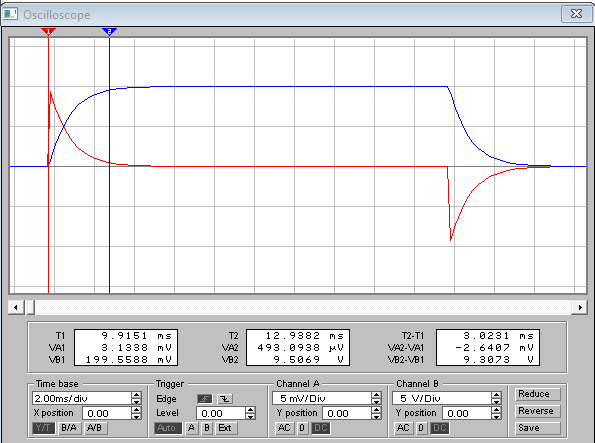 Oscilloscope
1 2
T1 9.9151 ms T2 12.9382 ms T2-T1 3.0231 ms
VA1 3.1338 mV VA2 493.0938 µV VA2-VA1 -2.6407 mV
VB1 199.5588 mV VB2 9.5069 V VB2-VB1 9.3073 V
Time base Trigger Channel A Channel B
2.00ms/div Edge 5 mV/Div 5 V/Div Reduce
X position 0.00 Level 0.00 Y position 0.00 Y position 0.00 Reverse
Y/T B/A A/B Auto A B Ext AC 0 DC AC 0 DC Save